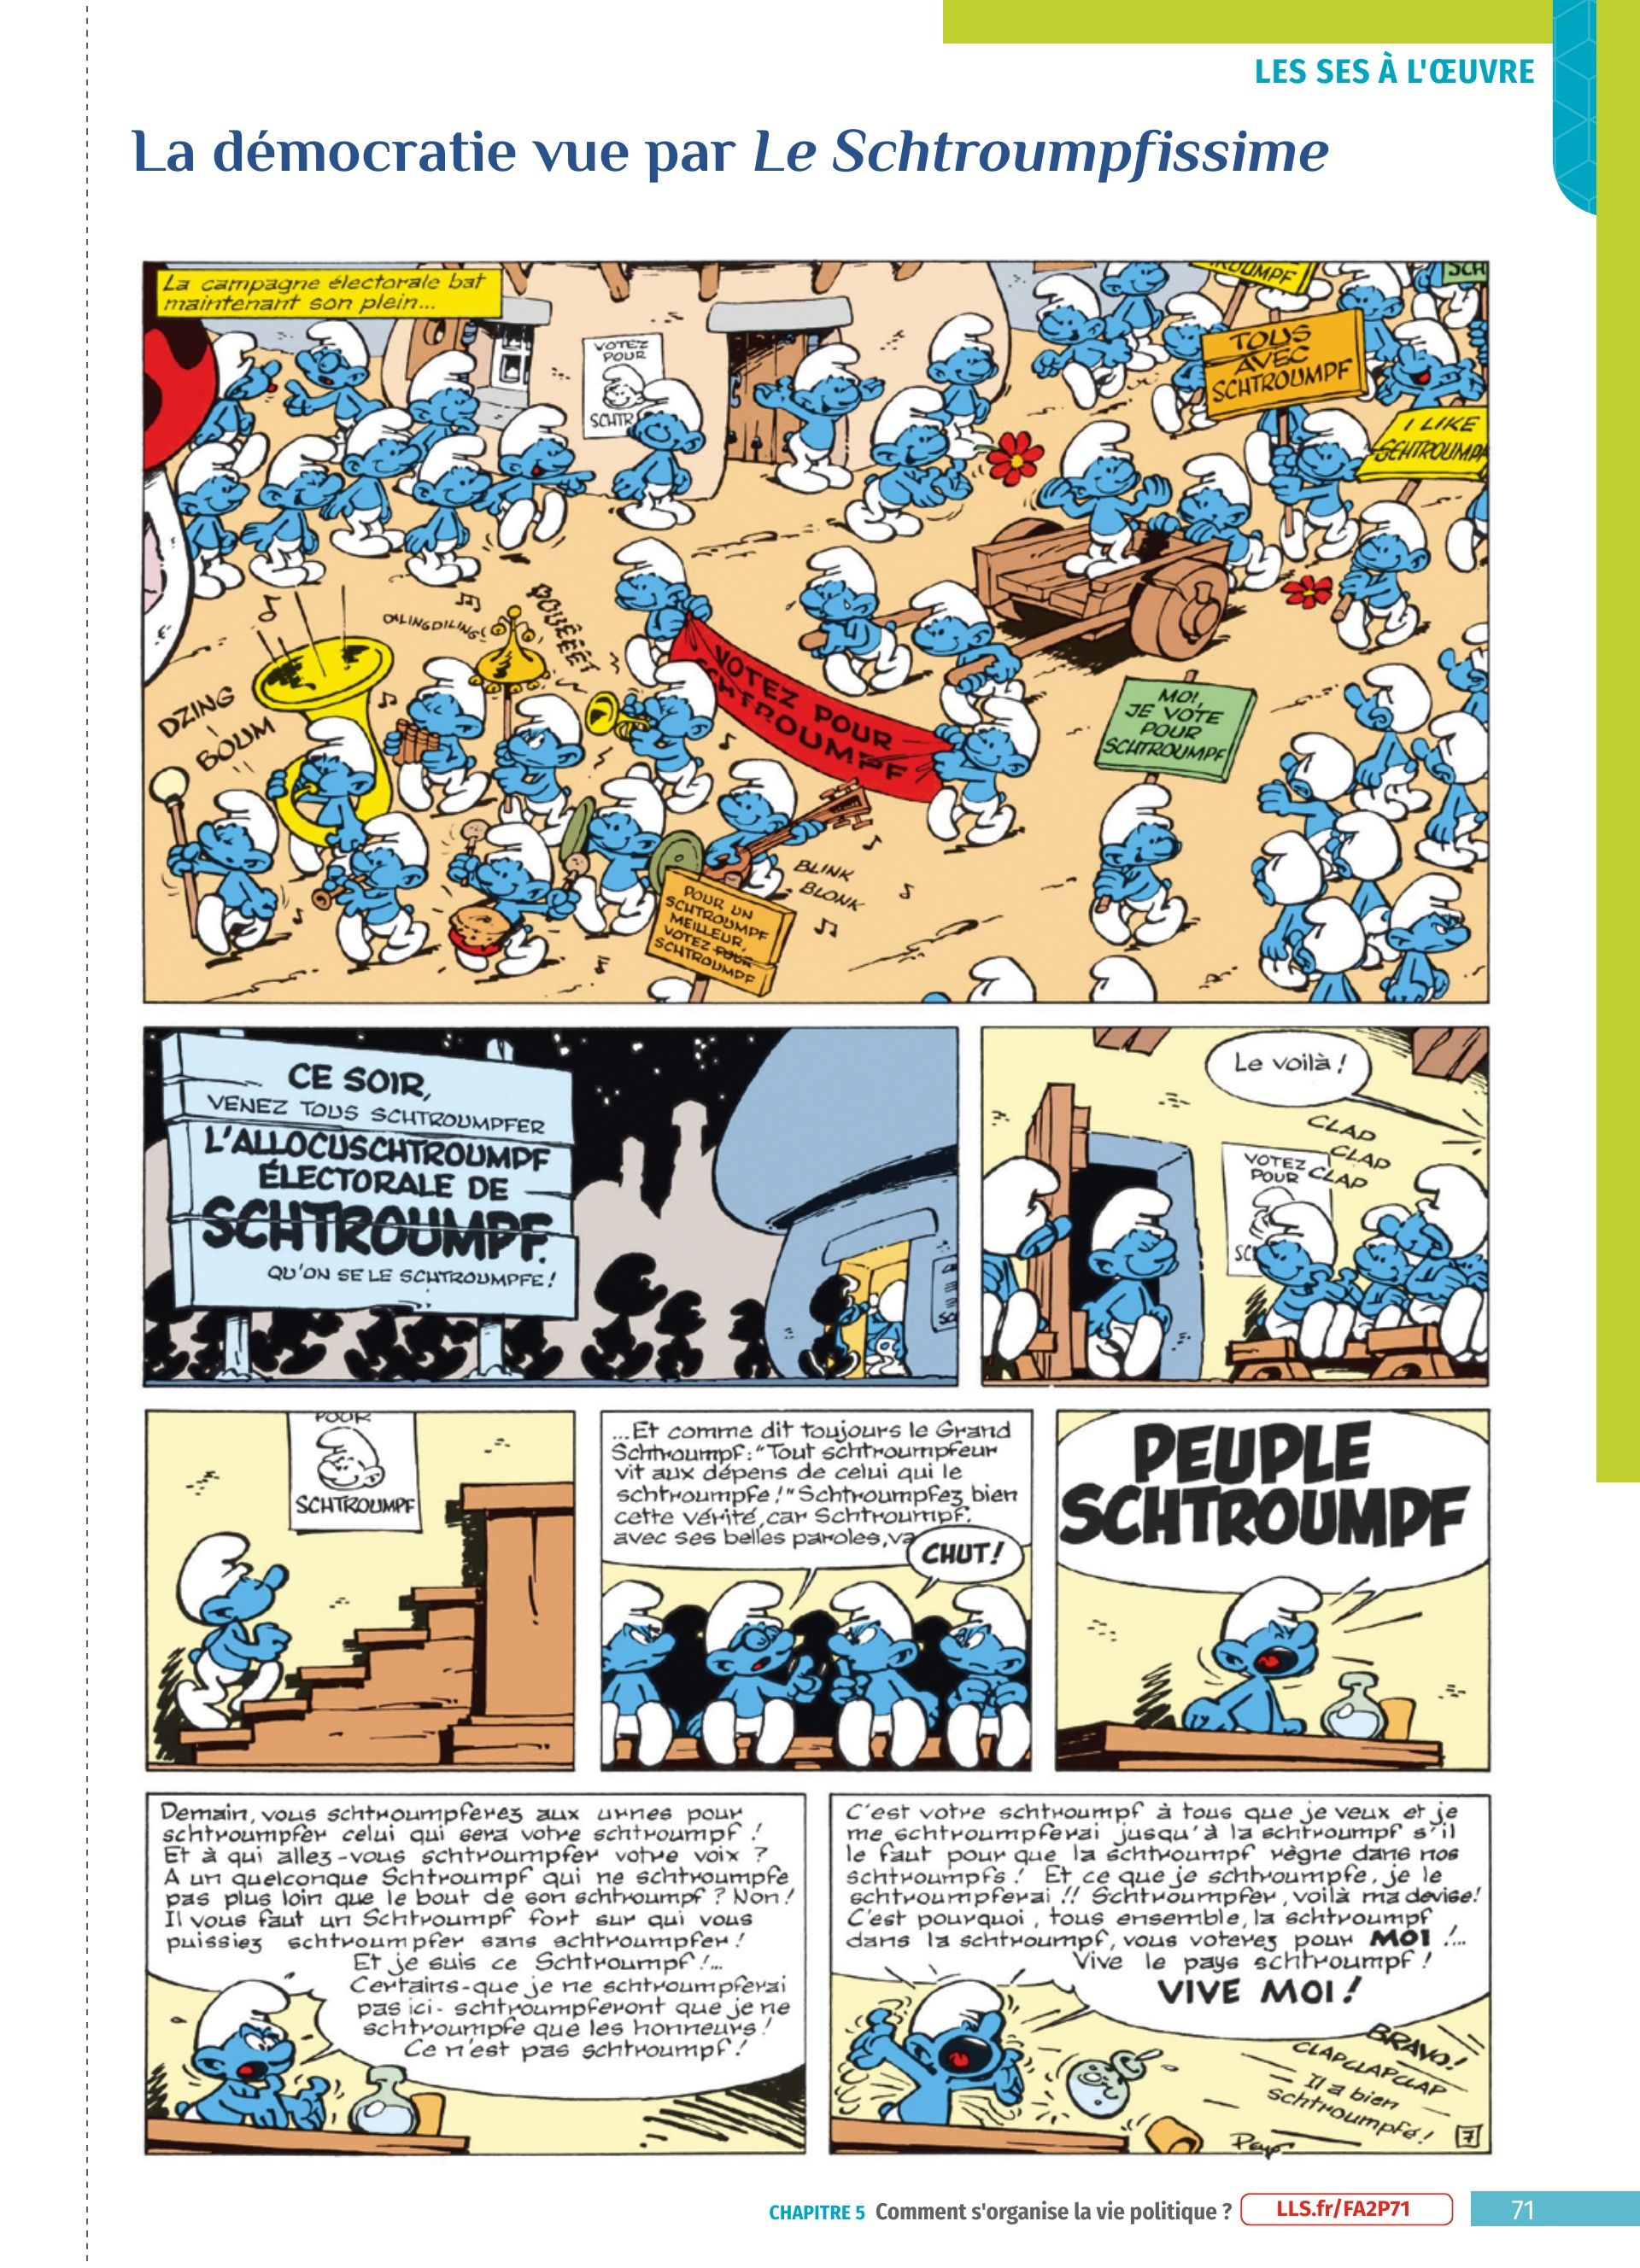 LES SES À L'ŒUVRE
La démocratie vue par Le Schtroumpfissime
La campagne électorale bat
maintenant son plein...
VOTEZ
POUR
SCHTR
TOUS
AVEC
SCHTROUMPF
I LIKE
SCHTROUMPF
SCH
DZING
BOUM
DILINGDILING!
POUÊÊÊT
VOTEZ POUR
SCHTROUMPF
MOI,
JE VOTE
POUR
SCHTROUMPF
BLINK
BLONK
POUR UN
SCHTROUMPF
MEILLEUR,
VOTEZ POUR
SCHTROUMPF
CE SOIR,
VENEZ TOUS SCHTROUMPFER
L'ALLOCUSCHTROUMPF
ÉLECTORALE DE
SCHTROUMPF.
QU'ON SE LE SCHTROUMPFE!
Le voilà!
CLAP
CLAP
CLAP
VOTEZ
POUR
SC
POUR
SCHTROUMPF
...Et comme dit toujours le Grand
Schtroumpf: "Tout schtroumpfeur
vit aux dépens de celui qui le
schtroumpfe!" Schtroumpfez bien
cette vérité, car Schtroumpf,
avec ses belles paroles, va
CHUT!
PEUPLE
SCHTROUMPF
Demain, vous schtroumpferez aux urnes pour
schtroumpfer celui qui sera votre schtroumpf!
Et à qui allez-vous schtroumpfer votre voix ?
A un quelconque Schtroumpf qui ne schtroumpfe
pas plus loin que le bout de son schtroumpf ? Non!
Il vous faut un Schtroumpf fort sur qui vous
puissiez schtroumpfer sans schtroumpfer!
Et je suis ce Schtroumpf!...
Certains-que je ne schtroumpferai
pas ici- schtroumpferont que je ne
schtroumpfe que les honneurs!
Ce n'est pas schtroumpf!
C'est votre schtroumpf à tous que je veux et je
me schtroumpferai jusqu'à la schtroumpf s'il
le faut pour que la schtroumpf règne dans nos
schtroumpfs! Et ce que je schtroumpfe, je le
schtroumpferai!! Schtroumpfer, voilà ma devise!
C'est pourquoi, tous ensemble, la schtroumpf
dans la schtroumpf, vous voterez pour MOI!...
Vive le pays schtroumpf!
VIVE MOI!
BRAVO!
CLAPCLAPCLAP
Il a bien
schtroumpfé!
Peyo
7
CHAPITRE 5 Comment s'organise la vie politique ? LLS.fr/FA2P71 71